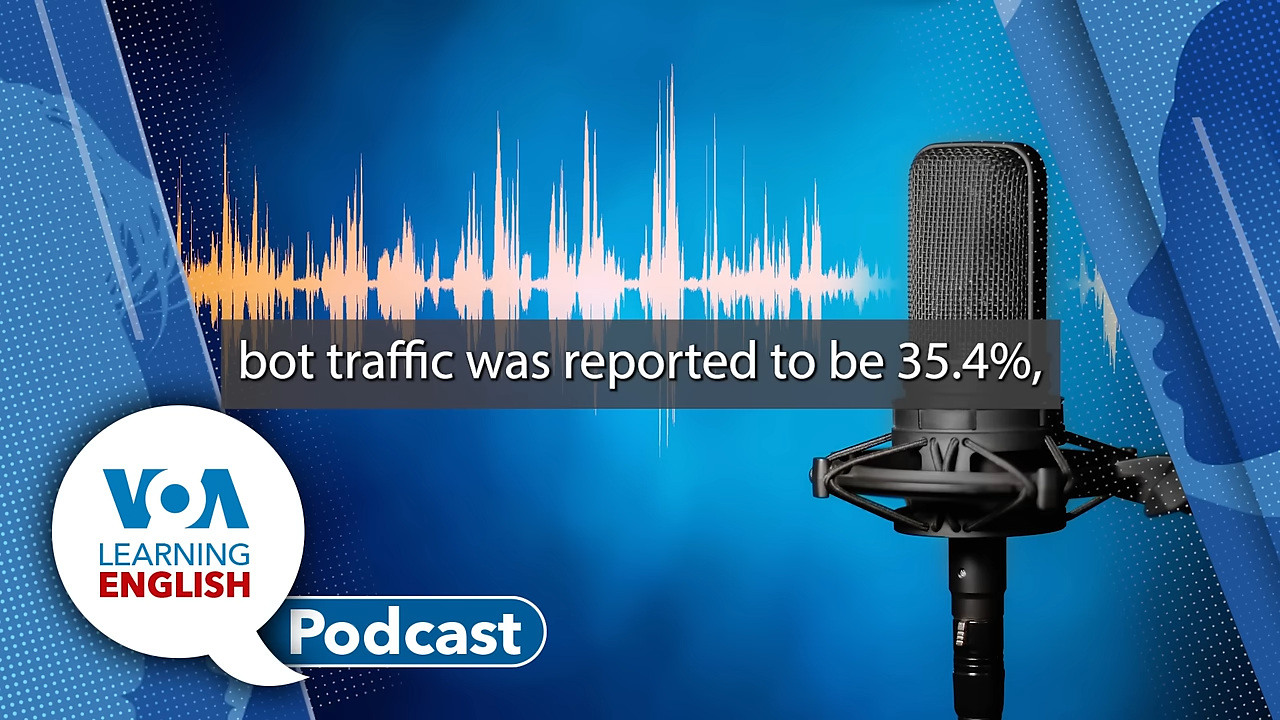 bot traffic was reported to be 35.4%,
VOA
LEARNING
ENGLISH
Podcast